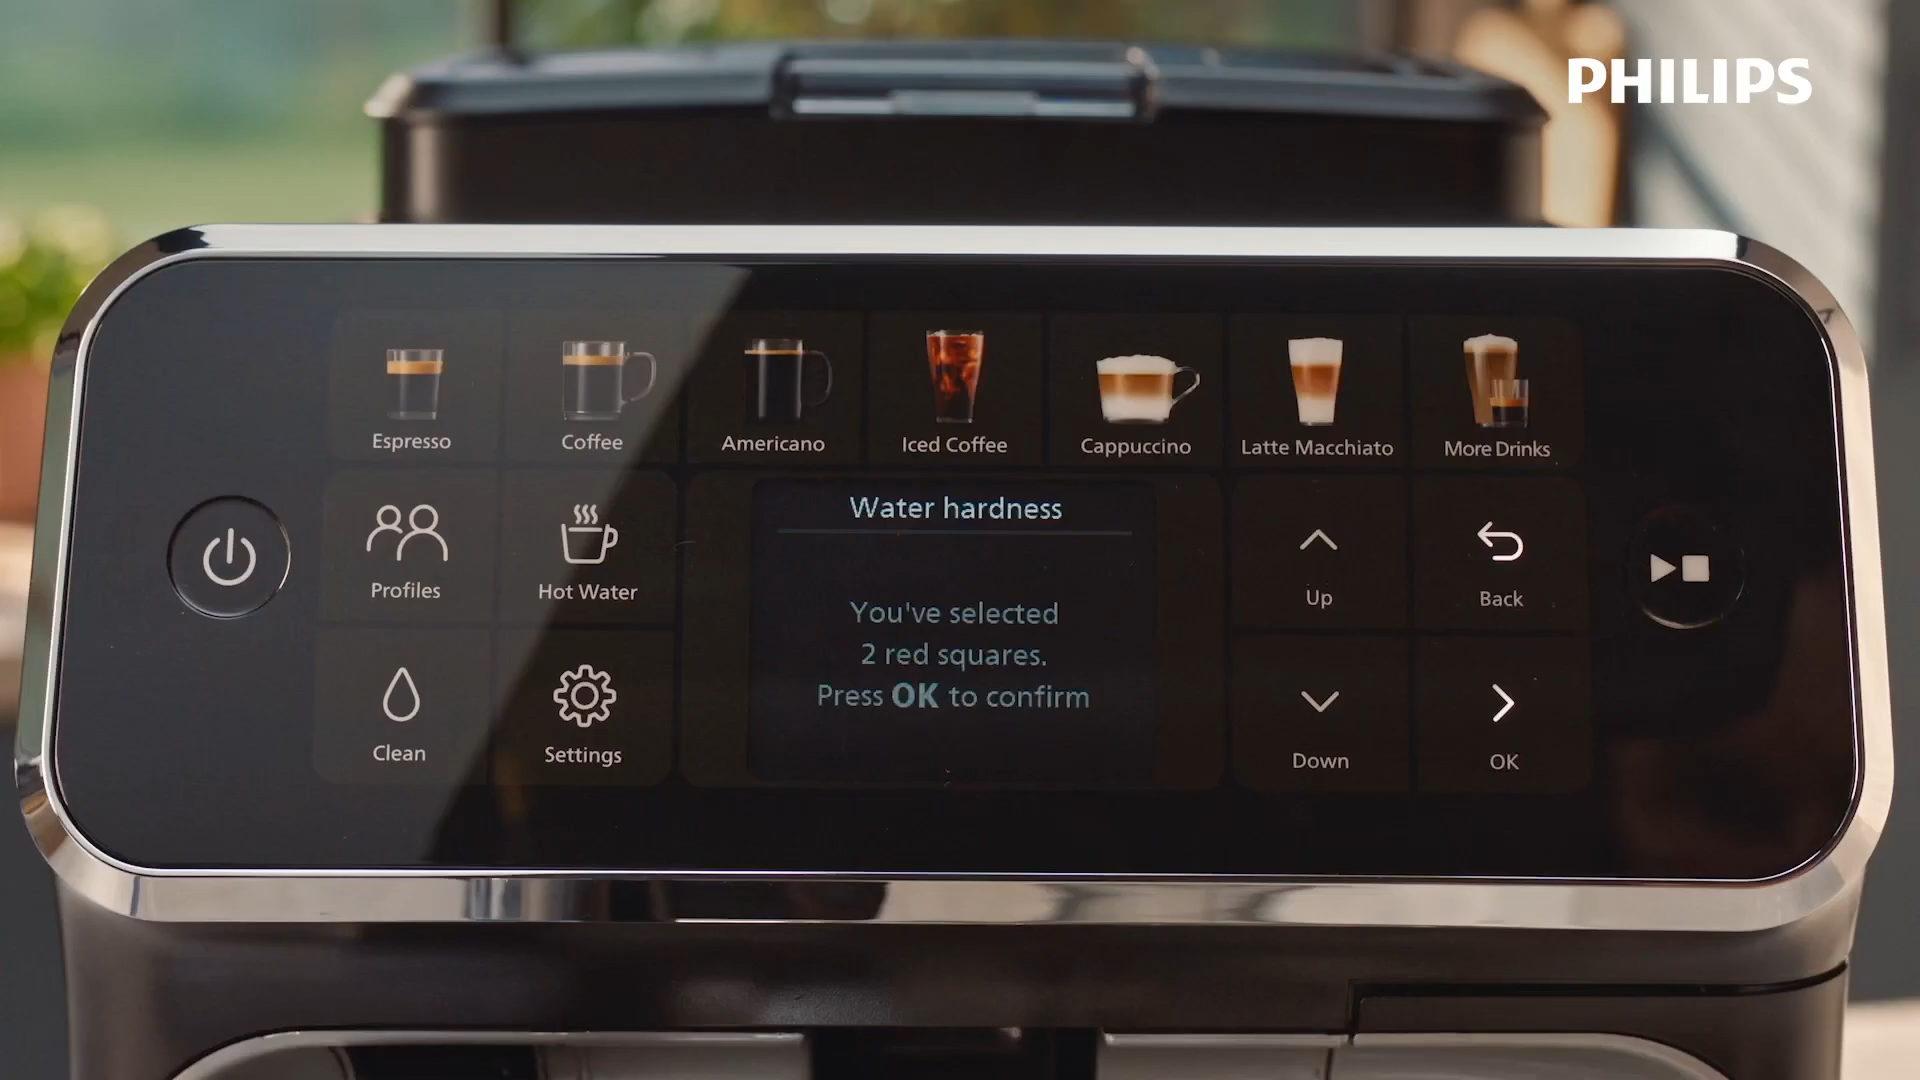 PHILIPS
Espresso
Coffee
Americano
Iced Coffee
Cappuccino
Latte Macchiato
More Drinks
Profiles
Hot Water
Clean
Settings
Water hardness
You've selected
2 red squares.
Press OK to confirm
Up
Back
Down
OK